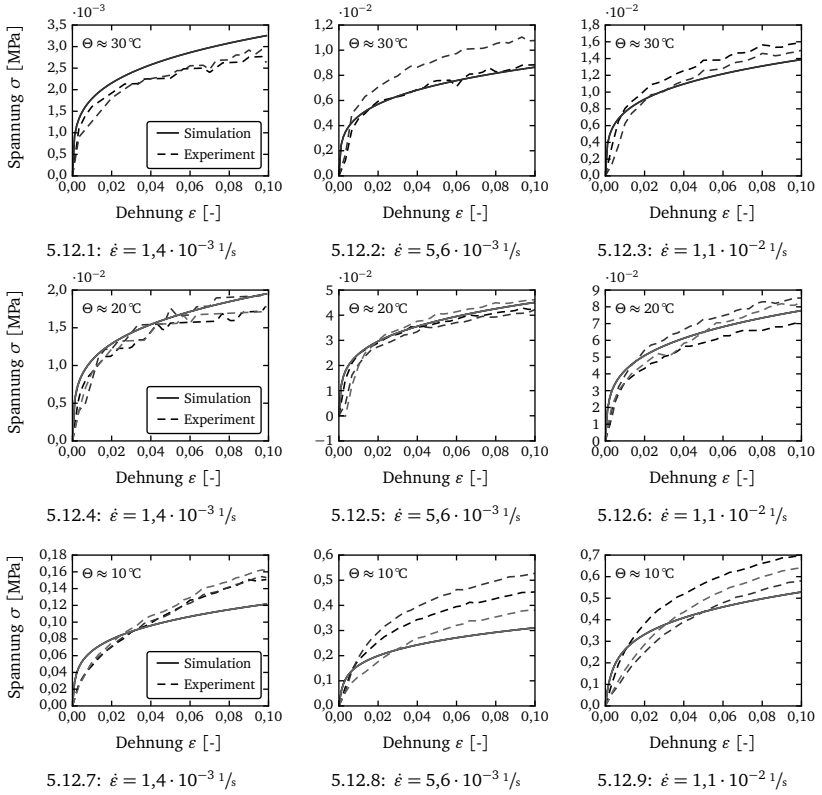 ·10⁻³ ·10⁻² ·10⁻²
3,5 1,2 1,8
3,0 1,0 1,6
2,5 0,8 1,4
2,0 0,6 1,2
1,5 0,4 1,0
1,0 0,2 0,8
0,5 0,0 0,6
0,0 0,4
0,2
0,0
Θ ≈ 30 °C Θ ≈ 30 °C Θ ≈ 30 °C
Spannung σ [MPa]
Simulation
Experiment
0,00 0,02 0,04 0,06 0,08 0,10 0,00 0,02 0,04 0,06 0,08 0,10 0,00 0,02 0,04 0,06 0,08 0,10
Dehnung ε [-] Dehnung ε [-] Dehnung ε [-]
5.12.1: ε̇ = 1,4 · 10⁻³ 1/s 5.12.2: ε̇ = 5,6 · 10⁻³ 1/s 5.12.3: ε̇ = 1,1 · 10⁻² 1/s
·10⁻² ·10⁻² ·10⁻²
2,0 5 9
1,5 4 8
1,0 3 7
0,5 2 6
0,0 1 5
0 4
−1 3
2
1
0
Θ ≈ 20 °C Θ ≈ 20 °C Θ ≈ 20 °C
Spannung σ [MPa]
Simulation
Experiment
0,00 0,02 0,04 0,06 0,08 0,10 0,00 0,02 0,04 0,06 0,08 0,10 0,00 0,02 0,04 0,06 0,08 0,10
Dehnung ε [-] Dehnung ε [-] Dehnung ε [-]
5.12.4: ε̇ = 1,4 · 10⁻³ 1/s 5.12.5: ε̇ = 5,6 · 10⁻³ 1/s 5.12.6: ε̇ = 1,1 · 10⁻² 1/s
0,18 0,6 0,7
0,16 0,5 0,6
0,14 0,4 0,5
0,12 0,3 0,4
0,10 0,2 0,3
0,08 0,1 0,2
0,06 0,0 0,1
0,04 0,0
0,02
0,00
Θ ≈ 10 °C Θ ≈ 10 °C Θ ≈ 10 °C
Spannung σ [MPa]
Simulation
Experiment
0,00 0,02 0,04 0,06 0,08 0,10 0,00 0,02 0,04 0,06 0,08 0,10 0,00 0,02 0,04 0,06 0,08 0,10
Dehnung ε [-] Dehnung ε [-] Dehnung ε [-]
5.12.7: ε̇ = 1,4 · 10⁻³ 1/s 5.12.8: ε̇ = 5,6 · 10⁻³ 1/s 5.12.9: ε̇ = 1,1 · 10⁻² 1/s